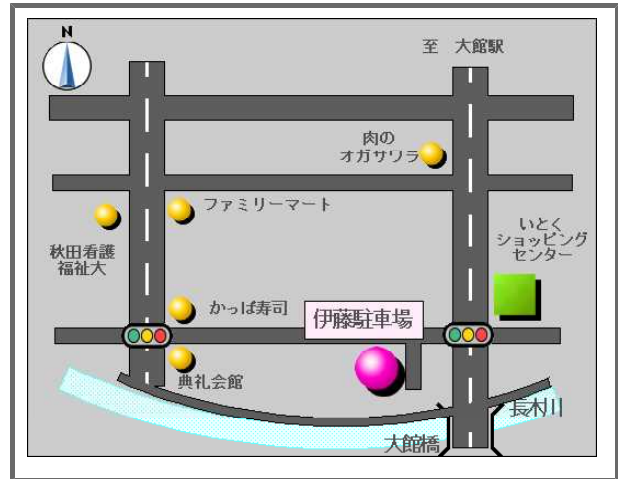 N
至 大館駅
肉の
オガサワラ
ファミリーマート
秋田看護
福祉大
いとく
ショッピング
センター
かっぱ寿司
伊藤駐車場
典礼会館
長木川
大館橋